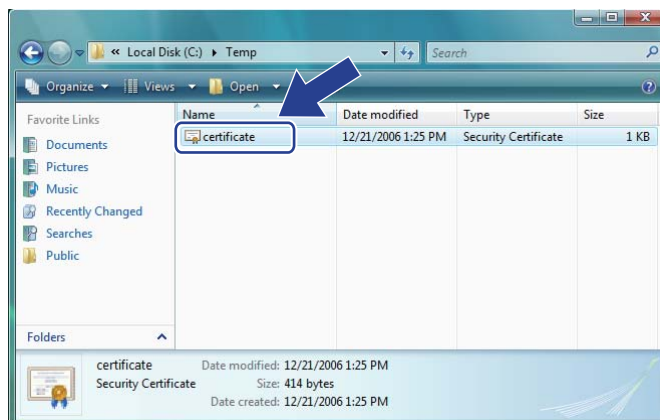 « Local Disk (C:) ▸ Temp Search
Organize Views Open
Favorite Links
Documents
Pictures
Music
Recently Changed
Searches
Public
Folders
Name Date modified Type Size
certificate 12/21/2006 1:25 PM Security Certificate 1 KB
certificate Date modified: 12/21/2006 1:25 PM
Security Certificate Size: 414 bytes
Date created: 12/21/2006 1:25 PM